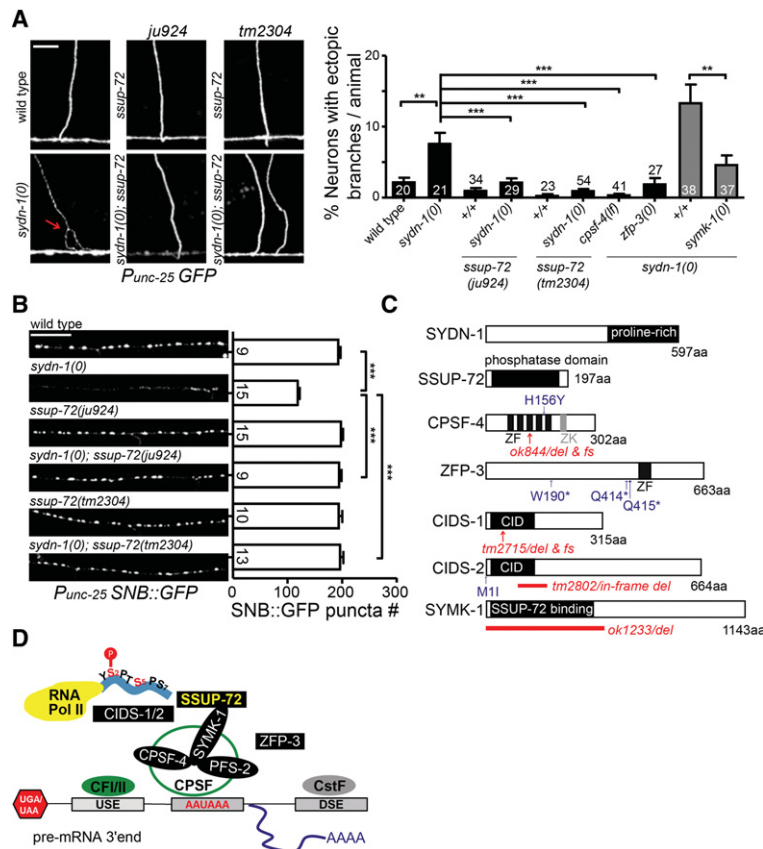 A
ju924
tm2304
wild type
ssup-72
ssup-72
sydn-1(0)
sydn-1(0); ssup-72
sydn-1(0); ssup-72
Punc-25 GFP
% Neurons with ectopic
branches / animal
20
10
0
**
***
***
***
***
**
20
21
34
29
23
54
41
27
38
37
wild type
sydn-1(0)
+/+
sydn-1(0)
+/+
sydn-1(0)
cpsf-4(lf)
zfp-3(0)
+/+
symk-1(0)
ssup-72
(ju924)
ssup-72
(tm2304)
sydn-1(0)
B
wild type
sydn-1(0)
ssup-72(ju924)
sydn-1(0); ssup-72(ju924)
ssup-72(tm2304)
sydn-1(0); ssup-72(tm2304)
Punc-25 SNB::GFP
9
15
15
9
10
13
***
***
***
0 100 200 300
SNB::GFP puncta #
C
SYDN-1
proline-rich
597aa
phosphatase domain
SSUP-72
197aa
H156Y
CPSF-4
ZF
ZK
302aa
ok844/del & fs
ZFP-3
ZF
663aa
W190*
Q414*
Q415*
CIDS-1
CID
315aa
tm2715/del & fs
CIDS-2
CID
664aa
M1I
tm2802/in-frame del
SYMK-1
SSUP-72 binding
1143aa
ok1233/del
D
P
YS2PTS5PS7
RNA
Pol II
CIDS-1/2
SSUP-72
SYMK-1
ZFP-3
CPSF-4
PFS-2
CPSF
CFI/II
CstF
UGA/
UAA
USE
AAUAAA
DSE
pre-mRNA 3'end
AAAA